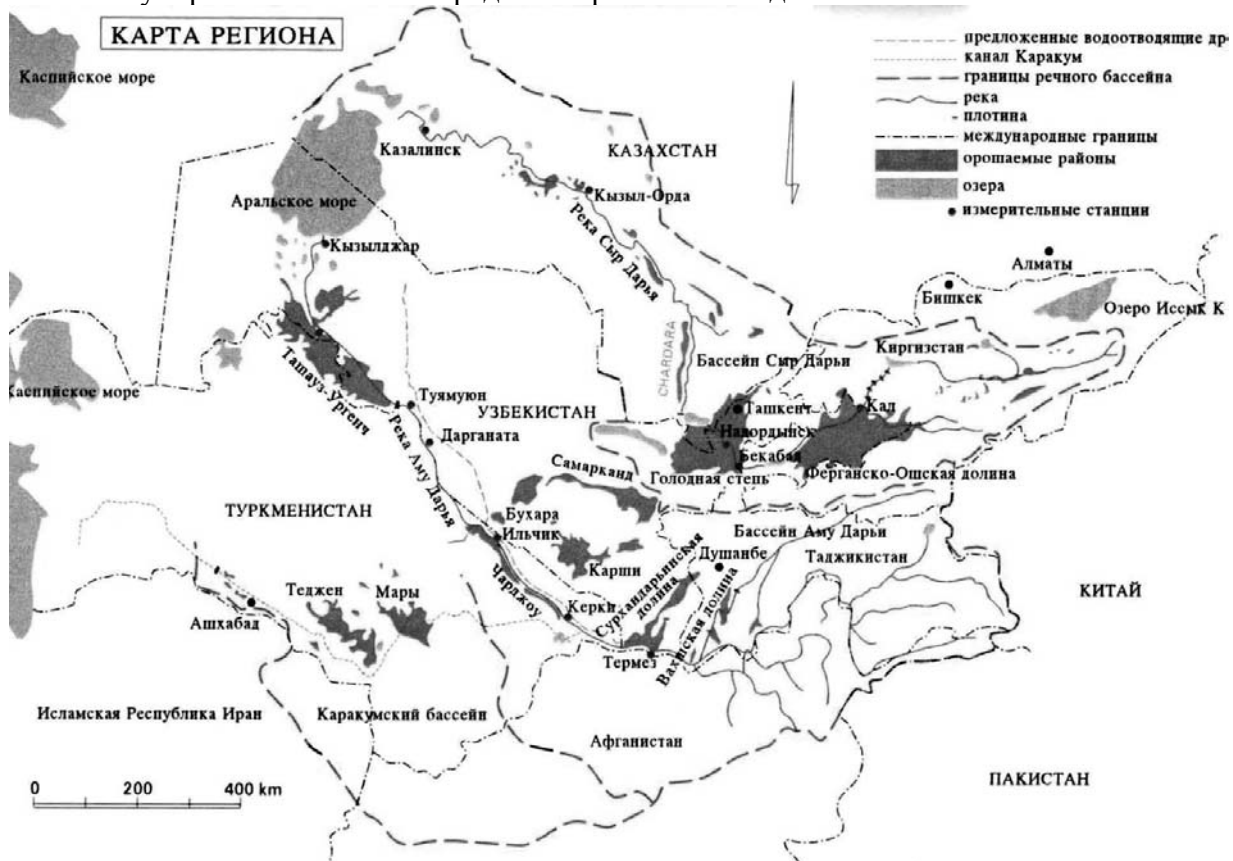 КАРТА РЕГИОНА
предложенные водоотводящие др-
канал Каракум
границы речного бассейна
река
плотина
международные границы
орошаемые районы
озера
измерительные станции
Каспийское море
Казалинск
КАЗАХСТАН
Кызыл-Орда
Аральское море
Кызылджар
Река Сыр Дарья
Алматы
Бишкек
Озеро Иссык К
Каспийское море
CHARDARA
Бассейн Сыр Дарьи
Киргизстан
Ташауз-Ургенч
Туямуюн
УЗБЕКИСТАН
Ташкент
Кал
Дарганата
Река Аму Дарья
Бекабад
Голодная степь
Ферганско-Ошская долина
Самарканд
ТУРКМЕНИСТАН
Бухара
Ильчик
Бассейн Аму Дарьи
Душанбе
Таджикистан
Карши
Чарджоу
Теджен
Мары
Керки
Вахшская долина
КИТАЙ
Ашхабад
Термез
Исламская Республика Иран
Каракумский бассейн
Афганистан
ПАКИСТАН
0 200 400 km